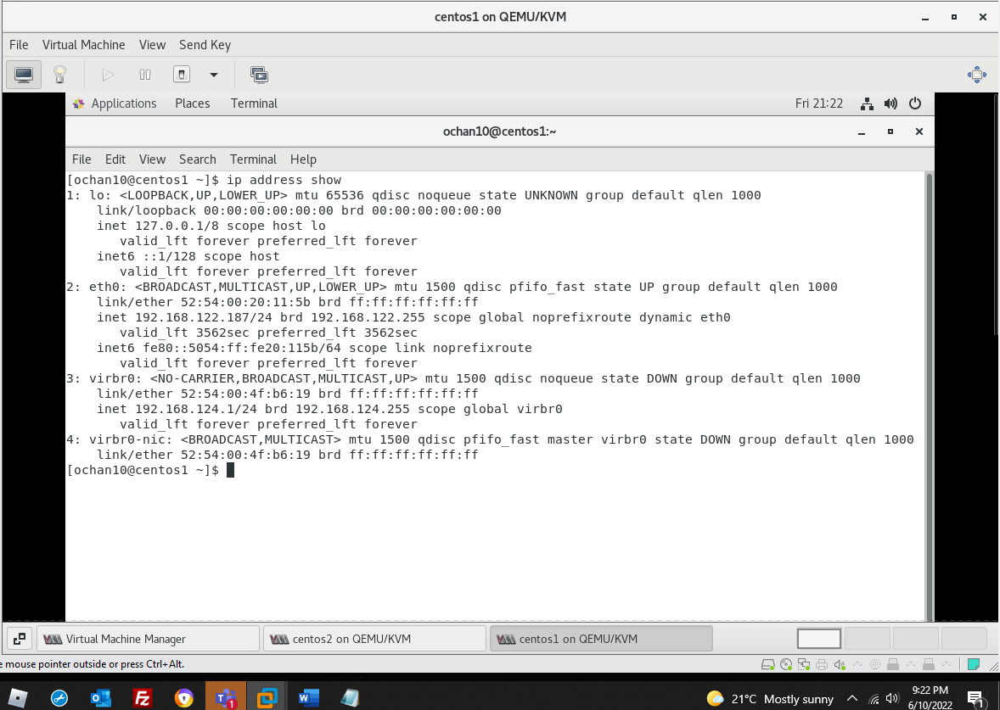 centos1 on QEMU/KVM
File Virtual Machine View Send Key
Applications Places Terminal Fri 21:22
ochan10@centos1:~
File Edit View Search Terminal Help
[ochan10@centos1 ~]$ ip address show
1: lo: <LOOPBACK,UP,LOWER_UP> mtu 65536 qdisc noqueue state UNKNOWN group default qlen 1000
link/loopback 00:00:00:00:00:00 brd 00:00:00:00:00:00
inet 127.0.0.1/8 scope host lo
valid_lft forever preferred_lft forever
inet6 ::1/128 scope host
valid_lft forever preferred_lft forever
2: eth0: <BROADCAST,MULTICAST,UP,LOWER_UP> mtu 1500 qdisc pfifo_fast state UP group default qlen 1000
link/ether 52:54:00:20:11:5b brd ff:ff:ff:ff:ff:ff
inet 192.168.122.187/24 brd 192.168.122.255 scope global noprefixroute dynamic eth0
valid_lft 3562sec preferred_lft 3562sec
inet6 fe80::5054:ff:fe20:115b/64 scope link noprefixroute
valid_lft forever preferred_lft forever
3: virbr0: <NO-CARRIER,BROADCAST,MULTICAST,UP> mtu 1500 qdisc noqueue state DOWN group default qlen 1000
link/ether 52:54:00:4f:b6:19 brd ff:ff:ff:ff:ff:ff
inet 192.168.124.1/24 brd 192.168.124.255 scope global virbr0
valid_lft forever preferred_lft forever
4: virbr0-nic: <BROADCAST,MULTICAST> mtu 1500 qdisc pfifo_fast master virbr0 state DOWN group default qlen 1000
link/ether 52:54:00:4f:b6:19 brd ff:ff:ff:ff:ff:ff
[ochan10@centos1 ~]$
Virtual Machine Manager centos2 on QEMU/KVM centos1 on QEMU/KVM
e mouse pointer outside or press Ctrl+Alt.
21°C Mostly sunny 9:22 PM
6/10/2022